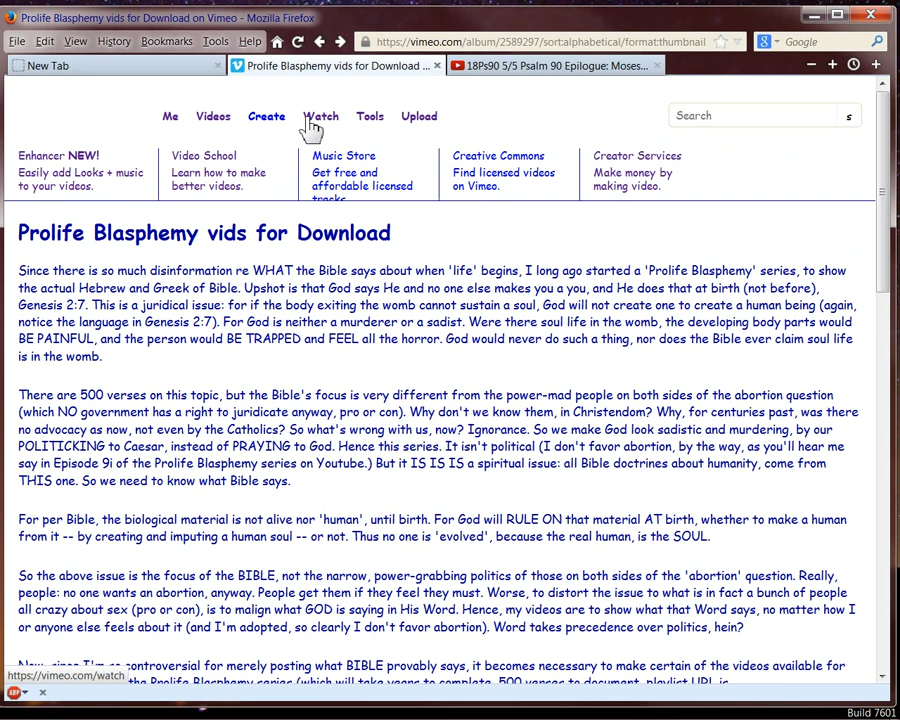 Prolife Blasphemy vids for Download on Vimeo - Mozilla Firefox
File Edit View History Bookmarks Tools Help
https://vimeo.com/album/2589297/sort:alphabetical/format:thumbnail
Google
New Tab
Prolife Blasphemy vids for Download ...
18Ps90 5/5 Psalm 90 Epilogue: Moses...
Me Videos Create Watch Tools Upload
Search
s
Enhancer NEW!
Easily add Looks + music
to your videos.
Video School
Learn how to make
better videos.
Music Store
Get free and
affordable licensed
tracks
Creative Commons
Find licensed videos
on Vimeo.
Creator Services
Make money by
making video.
Prolife Blasphemy vids for Download
Since there is so much disinformation re WHAT the Bible says about when 'life' begins, I long ago started a 'Prolife Blasphemy' series, to show
the actual Hebrew and Greek of Bible. Upshot is that God says He and no one else makes you a you, and He does that at birth (not before),
Genesis 2:7. This is a juridical issue: for if the body exiting the womb cannot sustain a soul, God will not create one to create a human being (again,
notice the language in Genesis 2:7). For God is neither a murderer or a sadist. Were there soul life in the womb, the developing body parts would
BE PAINFUL, and the person would BE TRAPPED and FEEL all the horror. God would never do such a thing, nor does the Bible ever claim soul life
is in the womb.
There are 500 verses on this topic, but the Bible's focus is very different from the power-mad people on both sides of the abortion question
(which NO government has a right to juridicate anyway, pro or con). Why don't we know them, in Christendom? Why, for centuries past, was there
no advocacy as now, not even by the Catholics? So what's wrong with us, now? Ignorance. So we make God look sadistic and murdering, by our
POLITICKING to Caesar, instead of PRAYING to God. Hence this series. It isn't political (I don't favor abortion, by the way, as you'll hear me
say in Episode 9i of the Prolife Blasphemy series on Youtube.) But it IS IS IS a spiritual issue: all Bible doctrines about humanity, come from
THIS one. So we need to know what Bible says.
For per Bible, the biological material is not alive nor 'human', until birth. For God will RULE ON that material AT birth, whether to make a human
from it -- by creating and imputing a human soul -- or not. Thus no one is 'evolved', because the real human, is the SOUL.
So the above issue is the focus of the BIBLE, not the narrow, power-grabbing politics of those on both sides of the 'abortion' question. Really,
people: no one wants an abortion, anyway. People get them if they feel they must. Worse, to distort the issue to what is in fact a bunch of people
all crazy about sex (pro or con), is to malign what GOD is saying in His Word. Hence, my videos are to show what that Word says, no matter how I
or anyone else feels about it (and I'm adopted, so clearly I don't favor abortion). Word takes precedence over politics, hein?
Now, since I'm so controversial for merely posting what BIBLE provably says, it becomes necessary to make certain of the videos available for
the Prolife Blasphemy series (which will take years to complete, 500 verses to document, playlist URL is
https://vimeo.com/watch
ABP
Build 7601